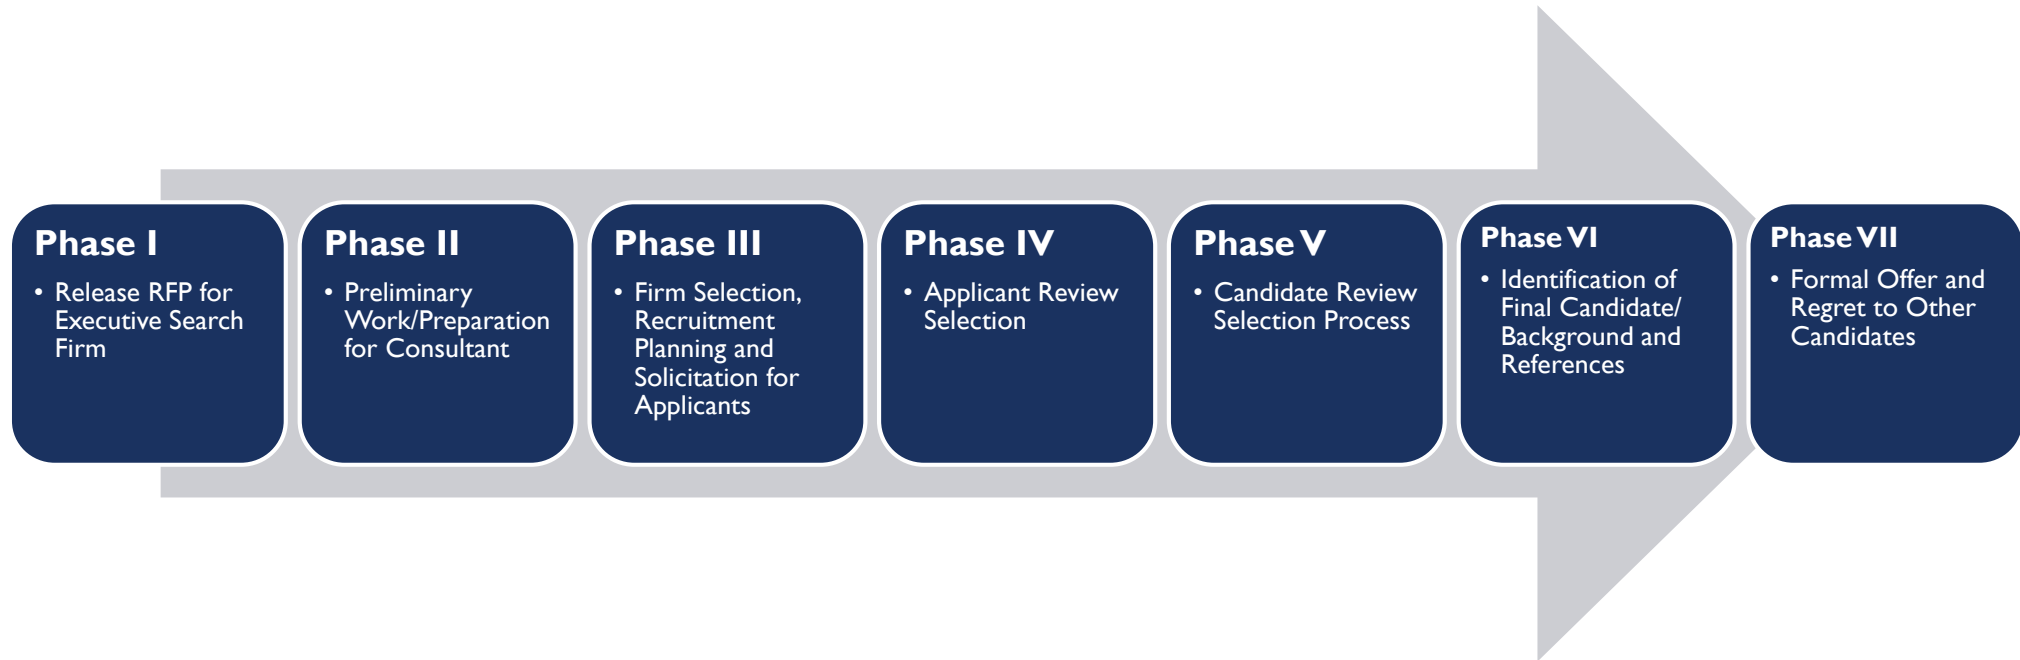 Phase I
• Release RFP for
Executive Search
Firm
Phase II
• Preliminary
Work/Preparation
for Consultant
Phase III
• Firm Selection,
Recruitment
Planning and
Solicitation for
Applicants
Phase IV
• Applicant Review
Selection
Phase V
• Candidate Review
Selection Process
Phase VI
• Identification of
Final Candidate/
Background and
References
Phase VII
• Formal Offer and
Regret to Other
Candidates